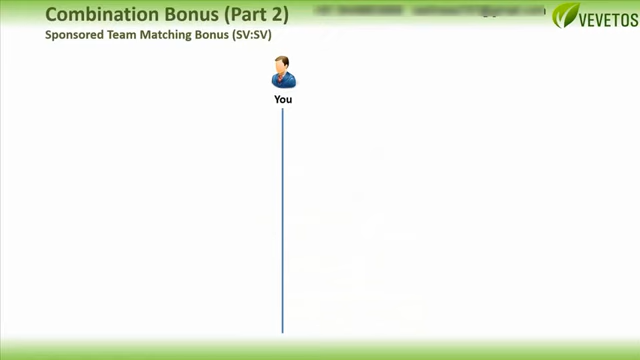 Combination Bonus (Part 2)
VEVETOS
Sponsored Team Matching Bonus (SV:SV)
You